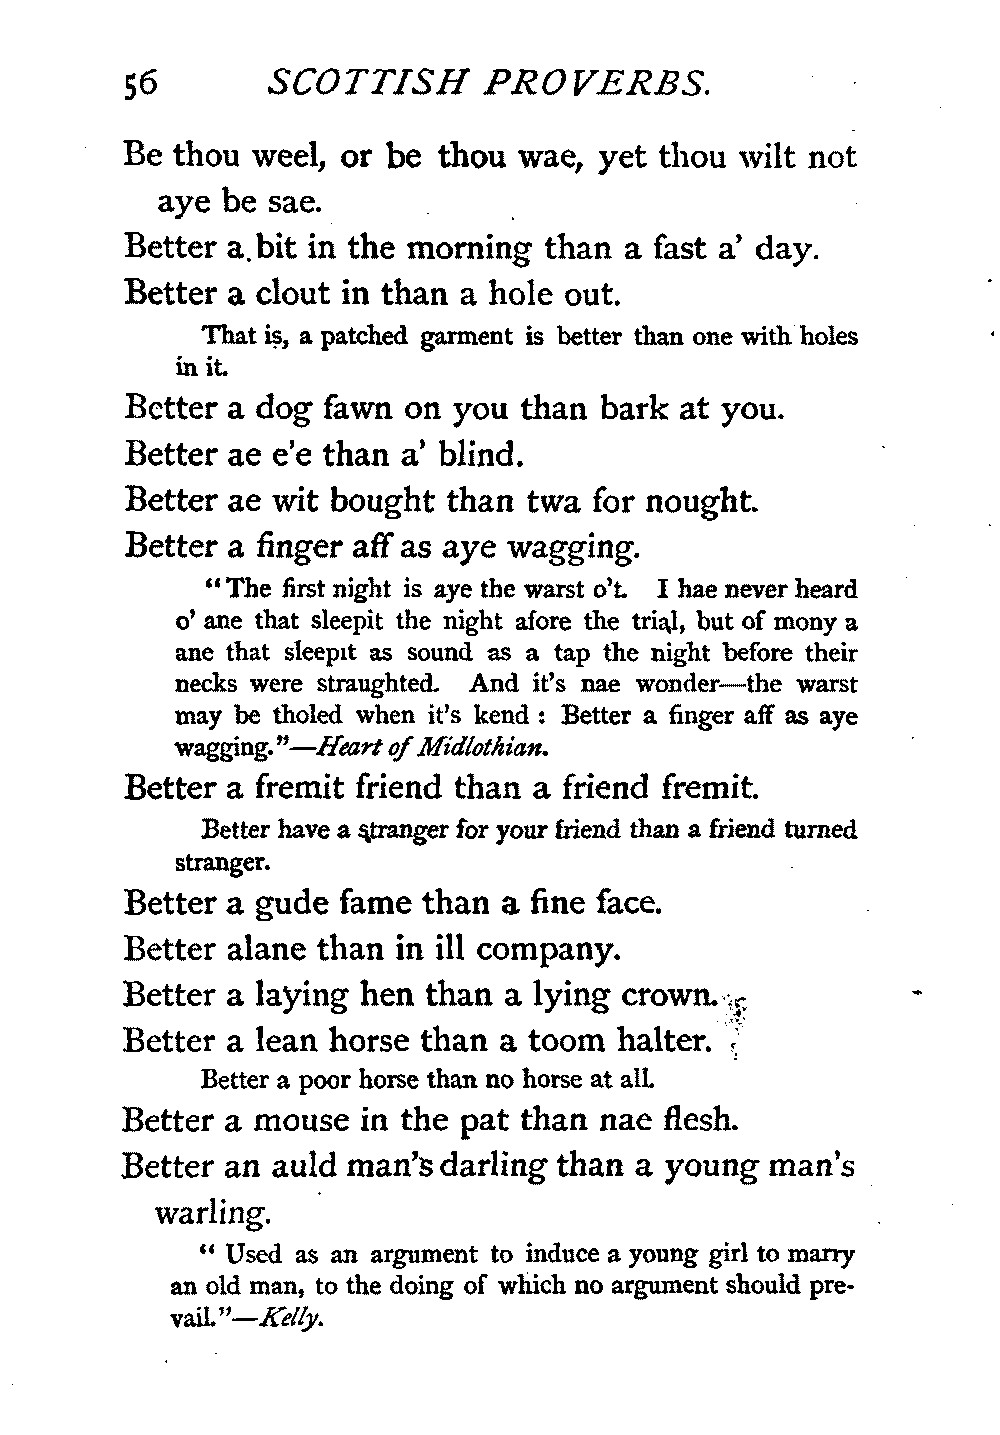 56 SCOTTISH PROVERBS.
Be thou weel, or be thou wae, yet thou wilt not
aye be sae.
Better a bit in the morning than a fast a' day.
Better a clout in than a hole out.
That is, a patched garment is better than one with holes
in it.
Better a dog fawn on you than bark at you.
Better ae e'e than a' blind.
Better ae wit bought than twa for nought.
Better a finger aff as aye wagging.
“The first night is aye the warst o't. I hae never heard
o' ane that sleepit the night afore the trial, but of mony a
ane that sleepit as sound as a tap the night before their
necks were straughted. And it's nae wonder—the warst
may be tholed when it's kend : Better a finger aff as aye
wagging.”—Heart of Midlothian.
Better a fremit friend than a friend fremit.
Better have a stranger for your friend than a friend turned
stranger.
Better a gude fame than a fine face.
Better alane than in ill company.
Better a laying hen than a lying crown.
Better a lean horse than a toom halter.
Better a poor horse than no horse at all.
Better a mouse in the pat than nae flesh.
Better an auld man's darling than a young man's
warling.
“ Used as an argument to induce a young girl to marry
an old man, to the doing of which no argument should pre-
vail.”—Kelly.